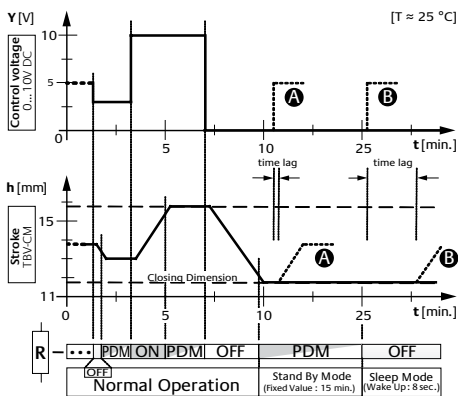 Y [V]
[T ≈ 25 °C]
Control voltage
0...10V DC
10
5
0
5
10
25
t [min.]
A
B
time lag
time lag
h [mm]
Stroke
TBV-C.M
15
11
Closing Dimension
A
B
0
5
10
25
t [min.]
R
PDM
ON
PDM
OFF
PDM
OFF
OFF
Normal Operation
Stand By Mode
(Fixed Value : 15 min.)
Sleep Mode
(Wake Up : 8 sec.)